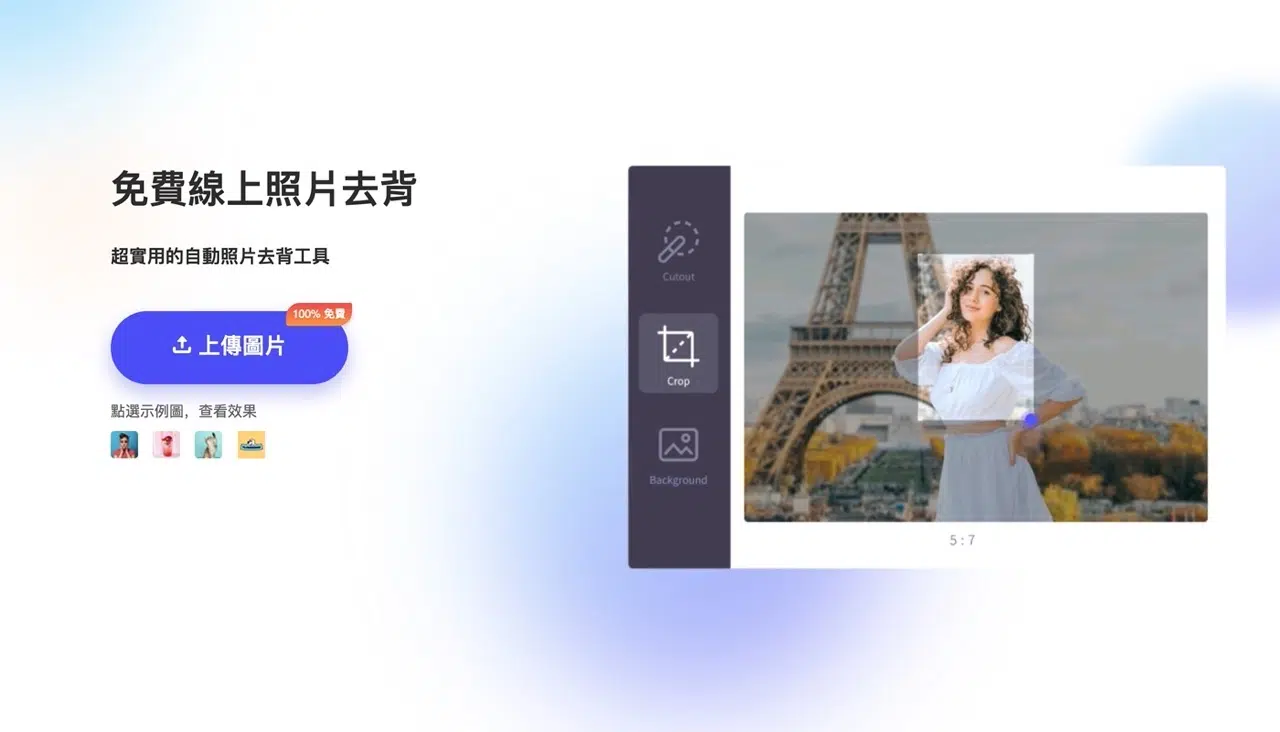 免費線上照片去背
超實用的自動照片去背工具
100% 免費
上傳圖片
點選示例圖，查看效果
Cutout
Crop
Background
5 : 7